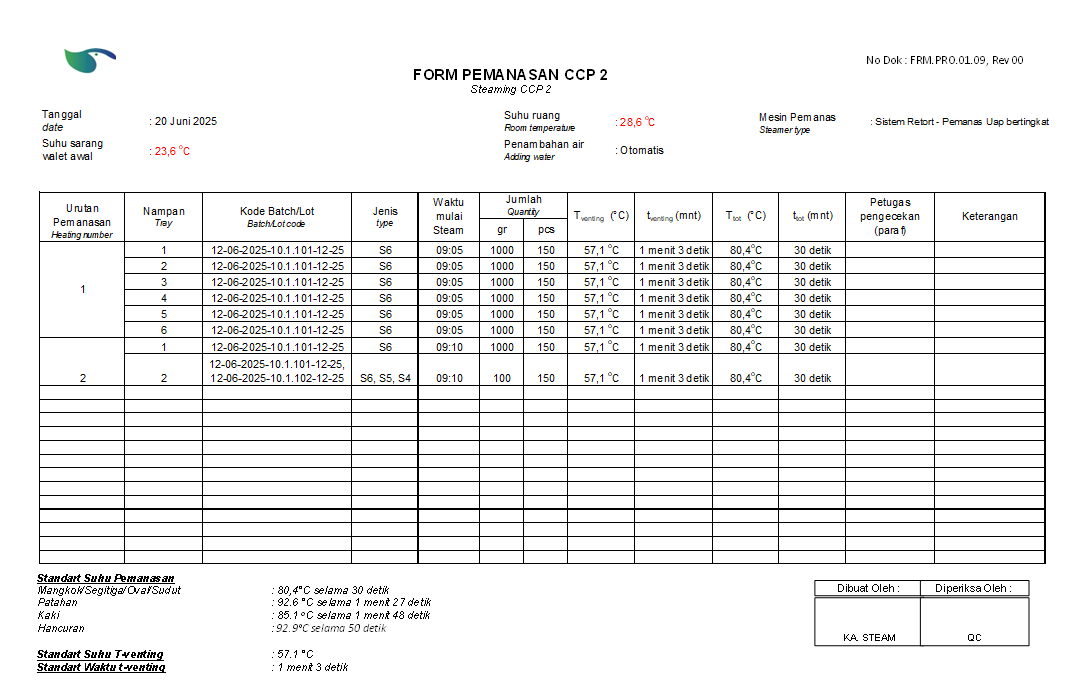 No Dok : FRM.PRO.01.09, Rev 00
FORM PEMANASAN CCP 2
Steaming CCP 2
Tanggal : 20 Juni 2025
date
Suhu sarang walet awal : 23,6 °C
Suhu ruang : 28,6 °C
Room temperature
Penambahan air : Otomatis
Adding water
Mesin Pemanas : Sistem Retort - Pemanas Uap bertingkat
Steamer type
Urutan Pemanasan Heating number | Nampan Tray | Kode Batch/Lot Batch/Lot code | Jenis type | Waktu mulai Steam | Jumlah Quantity gr | pcs | Tventing (°C) | tventing (mnt) | Ttot (°C) | ttot (mnt) | Petugas pengecekan (paraf) | Keterangan
1 | 1 | 12-06-2025-10.1.101-12-25 | S6 | 09:05 | 1000 | 150 | 57,1 °C | 1 menit 3 detik | 80,4°C | 30 detik
2 | 12-06-2025-10.1.101-12-25 | S6 | 09:05 | 1000 | 150 | 57,1 °C | 1 menit 3 detik | 80,4°C | 30 detik
3 | 12-06-2025-10.1.101-12-25 | S6 | 09:05 | 1000 | 150 | 57,1 °C | 1 menit 3 detik | 80,4°C | 30 detik
4 | 12-06-2025-10.1.101-12-25 | S6 | 09:05 | 1000 | 150 | 57,1 °C | 1 menit 3 detik | 80,4°C | 30 detik
5 | 12-06-2025-10.1.101-12-25 | S6 | 09:05 | 1000 | 150 | 57,1 °C | 1 menit 3 detik | 80,4°C | 30 detik
6 | 12-06-2025-10.1.101-12-25 | S6 | 09:05 | 1000 | 150 | 57,1 °C | 1 menit 3 detik | 80,4°C | 30 detik
2 | 1 | 12-06-2025-10.1.101-12-25 | S6 | 09:10 | 1000 | 150 | 57,1 °C | 1 menit 3 detik | 80,4°C | 30 detik
2 | 12-06-2025-10.1.101-12-25, 12-06-2025-10.1.102-12-25 | S6, S5, S4 | 09:10 | 100 | 150 | 57,1 °C | 1 menit 3 detik | 80,4°C | 30 detik
Standart Suhu Pemanasan
Mangkok/Segitiga/Oval/Sudut : 80,4°C selama 30 detik
Patahan : 92.6 °C selama 1 menit 27 detik
Kaki : 85.1 °C selama 1 menit 48 detik
Hancuran : 92.9°C selama 50 detik
Standart Suhu T-venting : 57.1 °C
Standart Waktu t-venting : 1 menit 3 detik
Dibuat Oleh : | Diperiksa Oleh :
KA. STEAM | QC